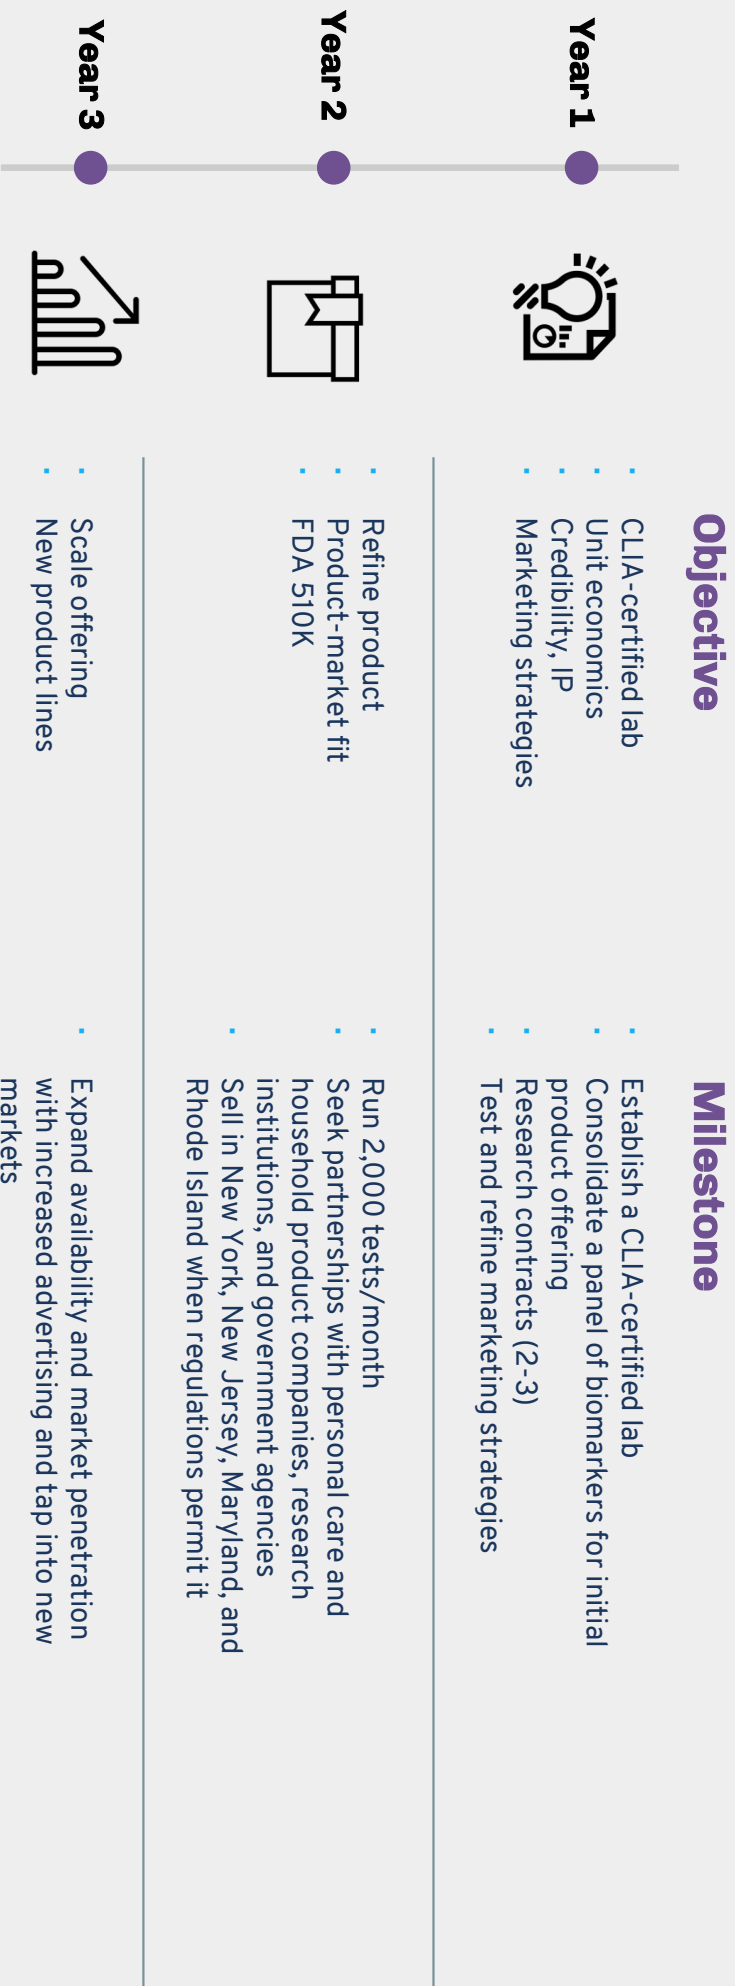 Objective
Milestone
Year 1
CLIA-certified lab
Unit economics
Credibility, IP
Marketing strategies
Establish a CLIA-certified lab
Consolidate a panel of biomarkers for initial
product offering
Research contracts (2-3)
Test and refine marketing strategies
Year 2
Refine product
Product-market fit
FDA 510K
Run 2,000 tests/month
Seek partnerships with personal care and
household product companies, research
institutions, and government agencies
Sell in New York, New Jersey, Maryland, and
Rhode Island when regulations permit it
Year 3
Scale offering
New product lines
Expand availability and market penetration
with increased advertising and tap into new
markets